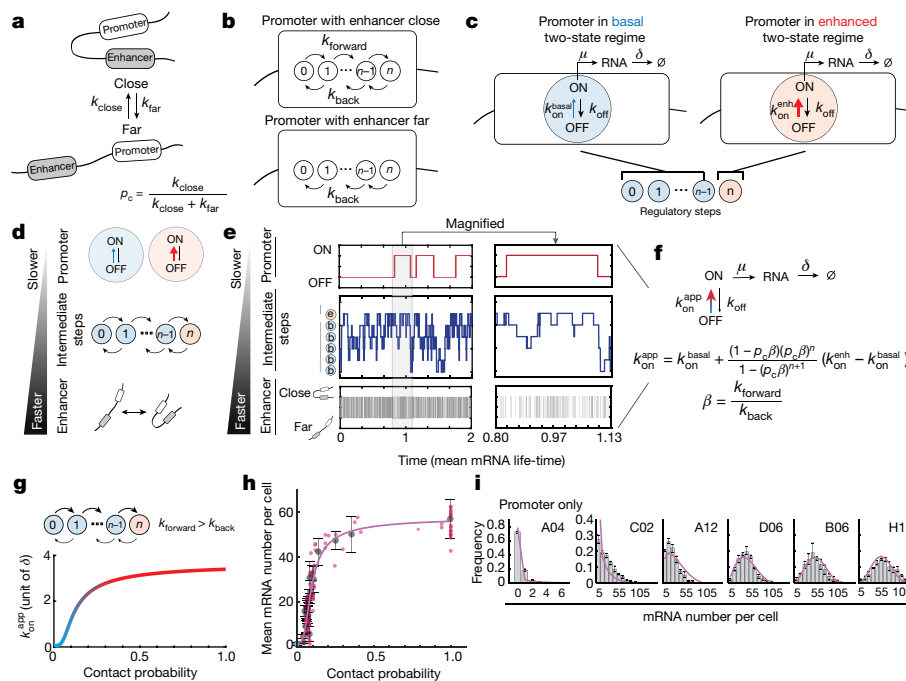 a
Promoter
Enhancer
Close
k_close k_far
Far
Enhancer Promoter
p_c = k_close / (k_close + k_far)
b
Promoter with enhancer close
k_forward
0 1 ··· n–1 n
k_back
Promoter with enhancer far
0 1 ··· n–1 n
k_back
c
Promoter in basal
two-state regime
μ δ
RNA ∅
ON
k_on^basal k_off
OFF
Promoter in enhanced
two-state regime
μ δ
RNA ∅
ON
k_on^enh k_off
OFF
0 1 ··· n–1 n
Regulatory steps
d
Slower
Faster
Promoter
ON ON
OFF OFF
Intermediate
steps
0 1 ··· n–1 n
Enhancer
e
Slower
Faster
Magnified
Promoter
ON
OFF
Intermediate
steps
e
b
b
b
b
b
Enhancer
Close
Far
0 1 2 0.80 0.97 1.13
Time (mean mRNA life-time)
f
μ δ
ON RNA ∅
k_on^app k_off
OFF
k_on^app = k_on^basal + (1 – p_cβ)(p_cβ)^n / (1 – (p_cβ)^{n+1}) (k_on^enh – k_on^basal)
β = k_forward / k_back
g
0 1 ··· n–1 n
k_forward > k_back
k_on^app (unit of δ)
4
2
0
0 0.5 1.0
Contact probability
h
Mean mRNA number per cell
60
40
20
0
0 0.5 1.0
Contact probability
i
Promoter only
Frequency
A04 C02 A12 D06 B06 H1
0.8
0.4
0
0.4
0.3
0.2
0.1
0
0 2 4 6 5 55 105 5 55 5 55 5 55 5 55 10
mRNA number per cell